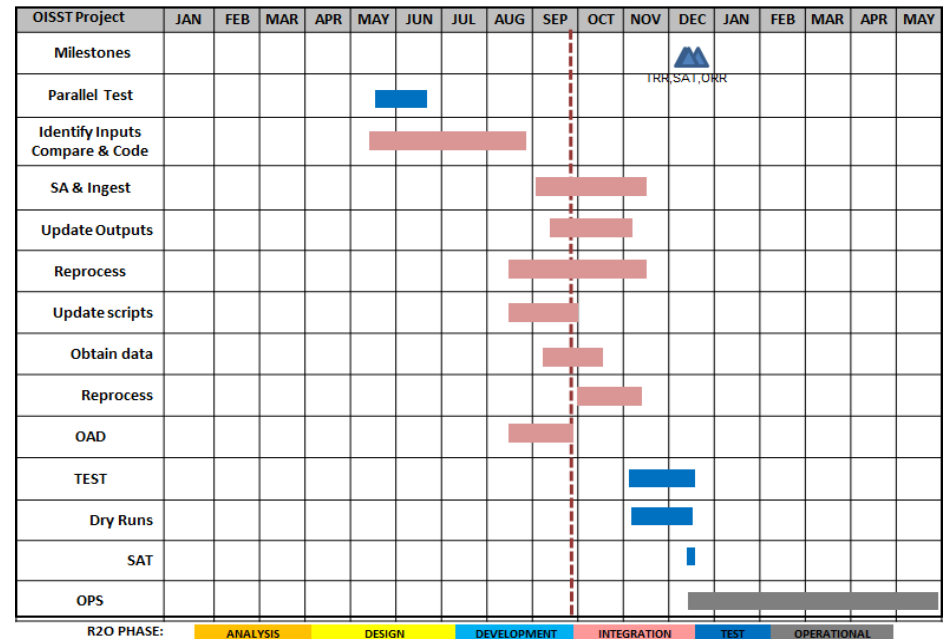 OISST Project JAN FEB MAR APR MAY JUN JUL AUG SEP OCT NOV DEC JAN FEB MAR APR MAY
Milestones
TRR,SAT,ORR
Parallel Test
Identify Inputs
Compare & Code
SA & Ingest
Update Outputs
Reprocess
Update scripts
Obtain data
Reprocess
OAD
TEST
Dry Runs
SAT
OPS
R2O PHASE: ANALYSIS DESIGN DEVELOPMENT INTEGRATION TEST OPERATIONAL